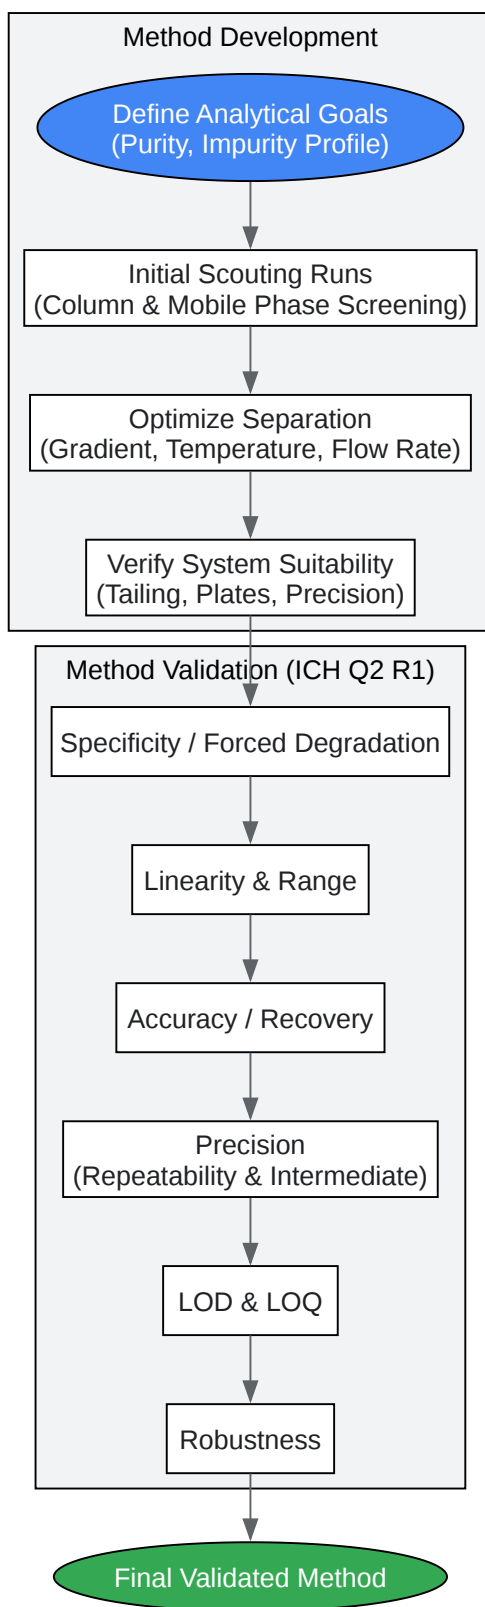 Method Development
Define Analytical Goals
(Purity, Impurity Profile)
Initial Scouting Runs
(Column & Mobile Phase Screening)
Optimize Separation
(Gradient, Temperature, Flow Rate)
Verify System Suitability
(Tailing, Plates, Precision)
Method Validation (ICH Q2 R1)
Specificity / Forced Degradation
Linearity & Range
Accuracy / Recovery
Precision
(Repeatability & Intermediate)
LOD & LOQ
Robustness
Final Validated Method